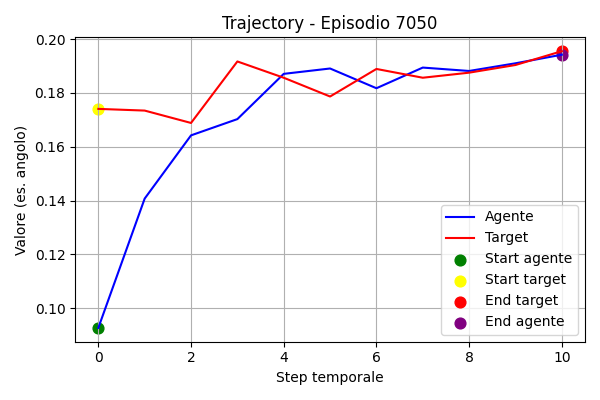 Trajectory - Episodio 7050
0.20
0.18
0.16
0.14
0.12
0.10
Valore (es. angolo)
0
2
4
6
8
10
Step temporale
Agente
Target
Start agente
Start target
End target
End agente